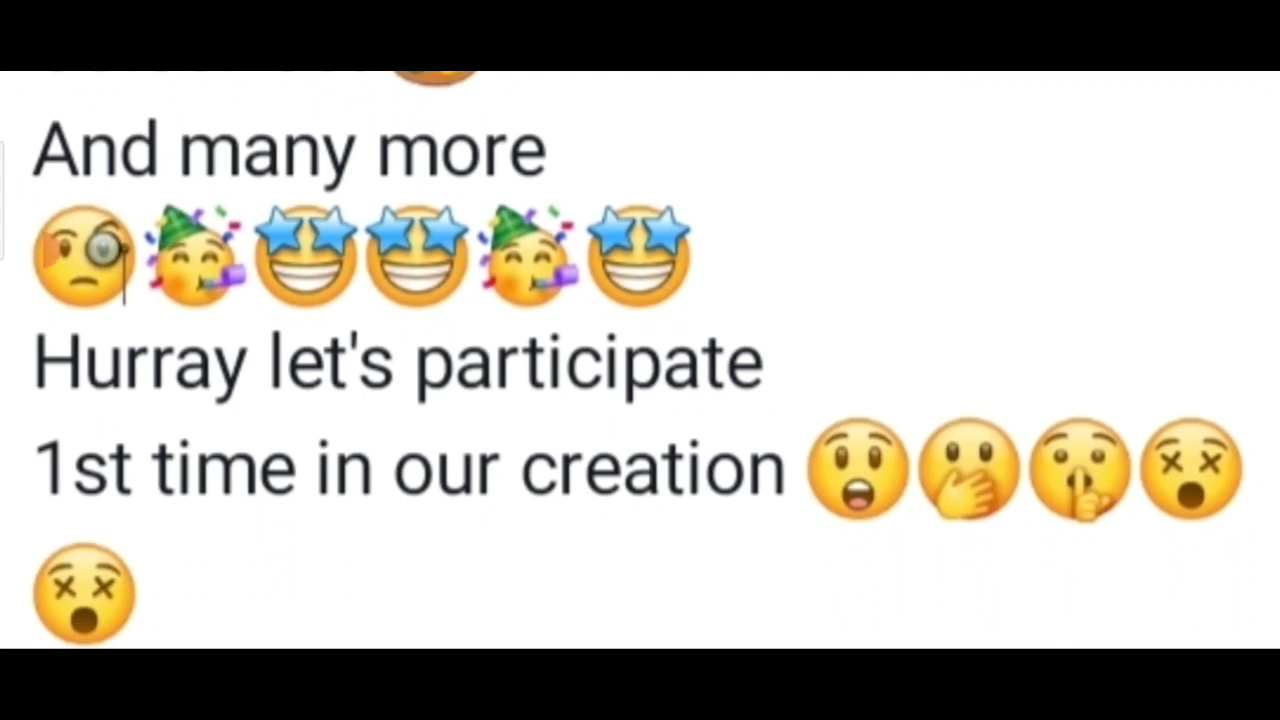 And many more
🧐🥳🤩🤩🥳🤩
Hurray let's participate
1st time in our creation 😲🫢🤫😵
😵